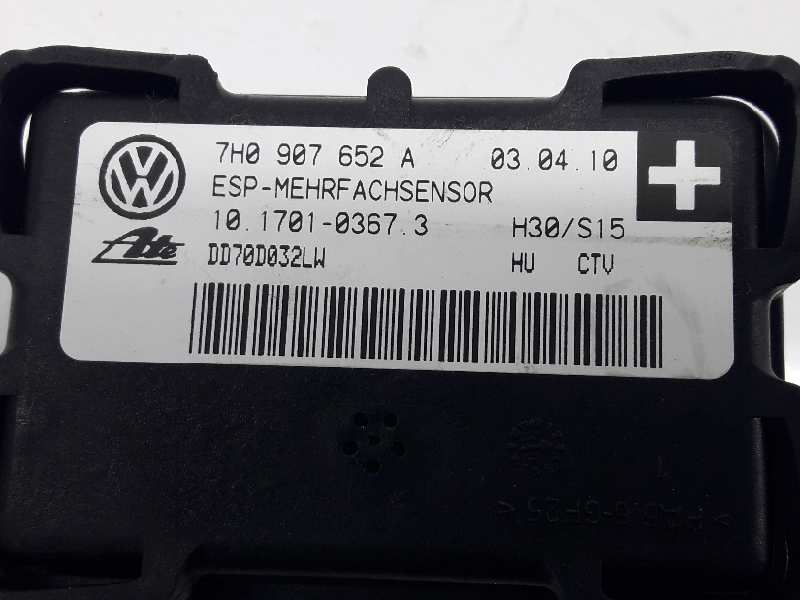 7H0 907 652 A 03.04.10
ESP-MEHRFACHSENSOR
10.1701-0367.3 H30/S15
Ate DD70D032LW HU CTV